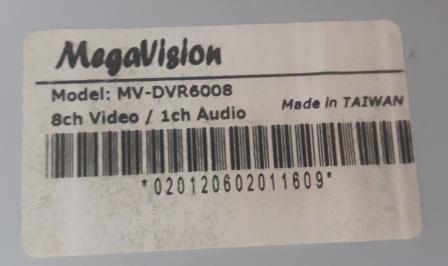 MegaVision
Model: MV-DVR6008
Made in TAIWAN
8ch Video / 1ch Audio
*020120602011609*